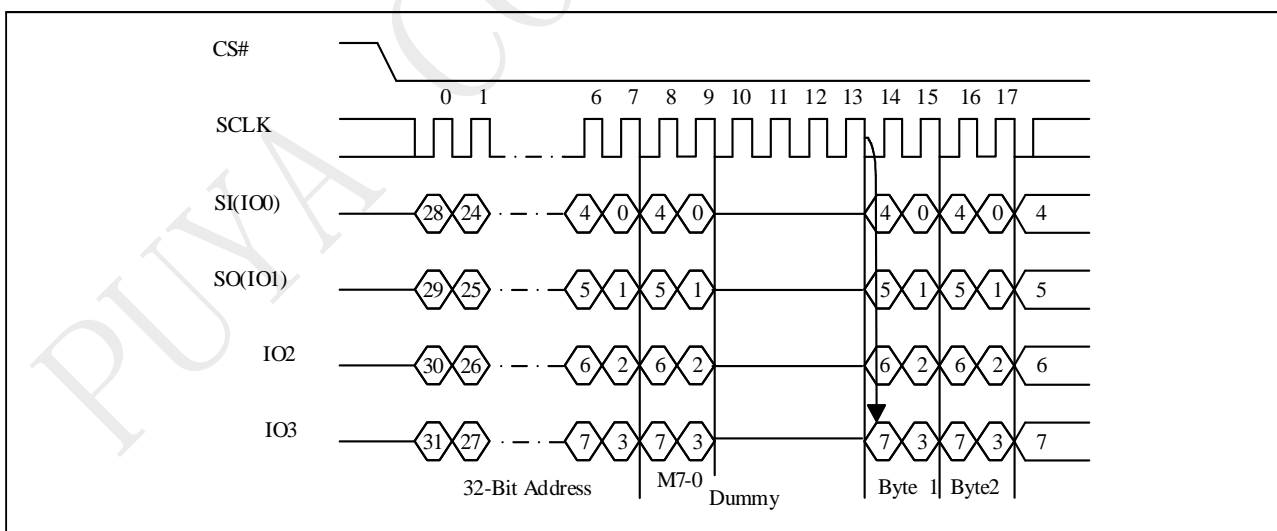 PUYA CO
CS#
0 1 6 7 8 9 10 11 12 13 14 15 16 17
SCLK
SI(IO0) 28 24 4 0 4 0 4 0 4 0 4
SO(IO1) 29 25 5 1 5 1 5 1 5 1 5
IO2 30 26 6 2 6 2 6 2 6 2 6
IO3 31 27 7 3 7 3 7 3 7 3 7
32-Bit Address M7-0 Dummy Byte 1 Byte2